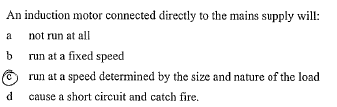 An induction motor connected directly to the mains supply will:
a not run at all
b run at a fixed speed
c run at a speed determined by the size and nature of the load
d cause a short circuit and catch fire.